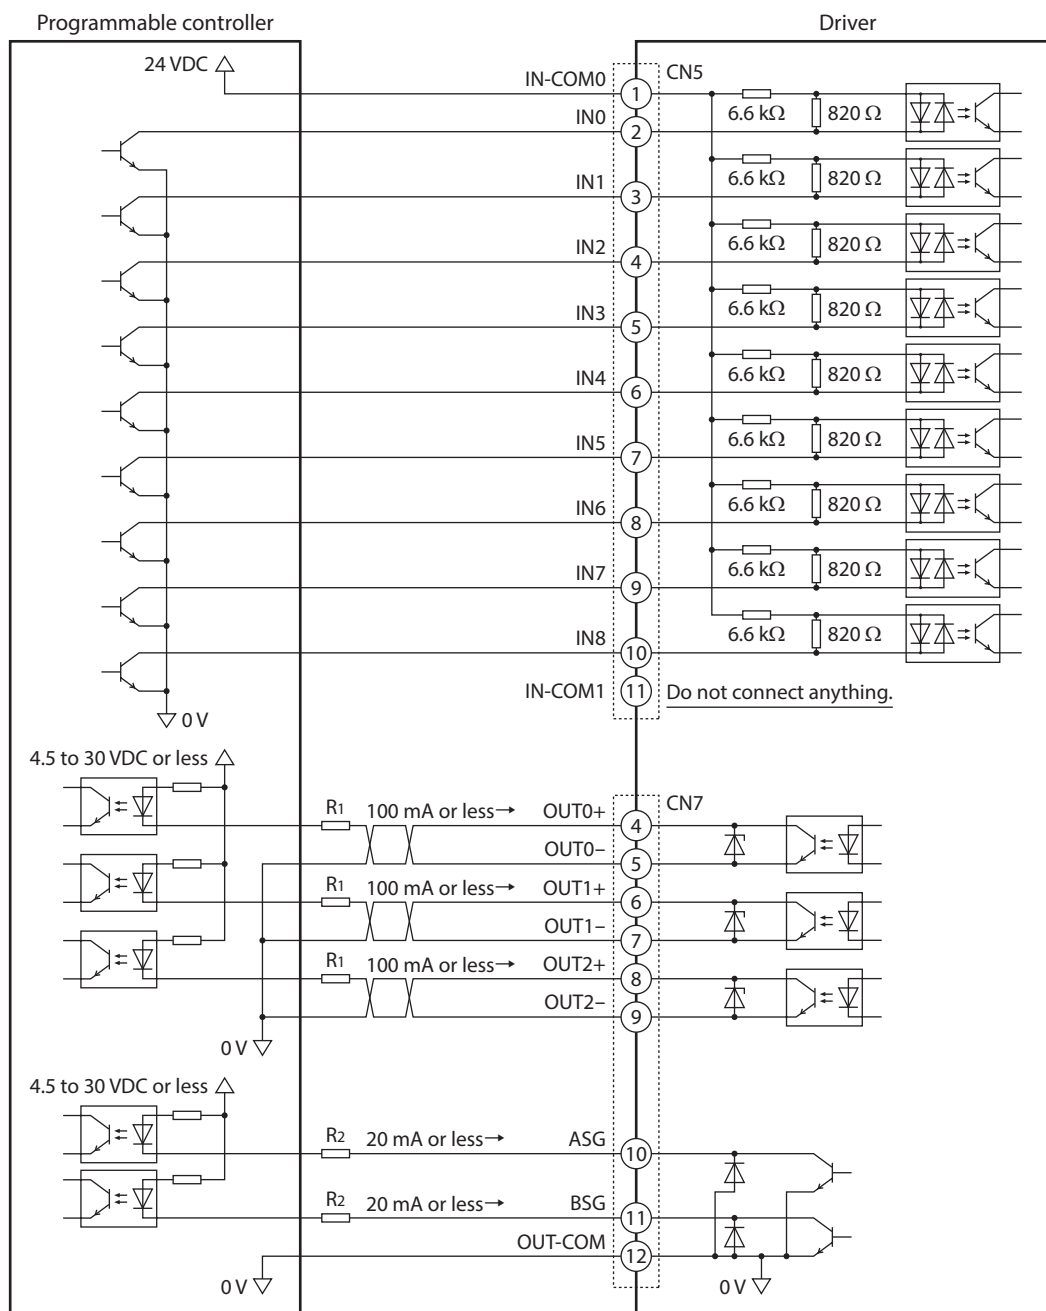 Programmable controller
Driver
24 VDC
CN5
IN-COM0
1
6.6 kΩ
820 Ω
IN0
2
IN1
3
6.6 kΩ
820 Ω
IN2
4
6.6 kΩ
820 Ω
IN3
5
6.6 kΩ
820 Ω
IN4
6
6.6 kΩ
820 Ω
IN5
7
6.6 kΩ
820 Ω
IN6
8
6.6 kΩ
820 Ω
IN7
9
6.6 kΩ
820 Ω
IN8
10
6.6 kΩ
820 Ω
IN-COM1
11
Do not connect anything.
0 V
4.5 to 30 VDC or less
CN7
R1
100 mA or less→
OUT0+
4
OUT0−
5
R1
100 mA or less→
OUT1+
6
OUT1−
7
R1
100 mA or less→
OUT2+
8
OUT2−
9
0 V
4.5 to 30 VDC or less
R2
20 mA or less→
ASG
10
R2
20 mA or less→
BSG
11
OUT-COM
12
0 V
0 V